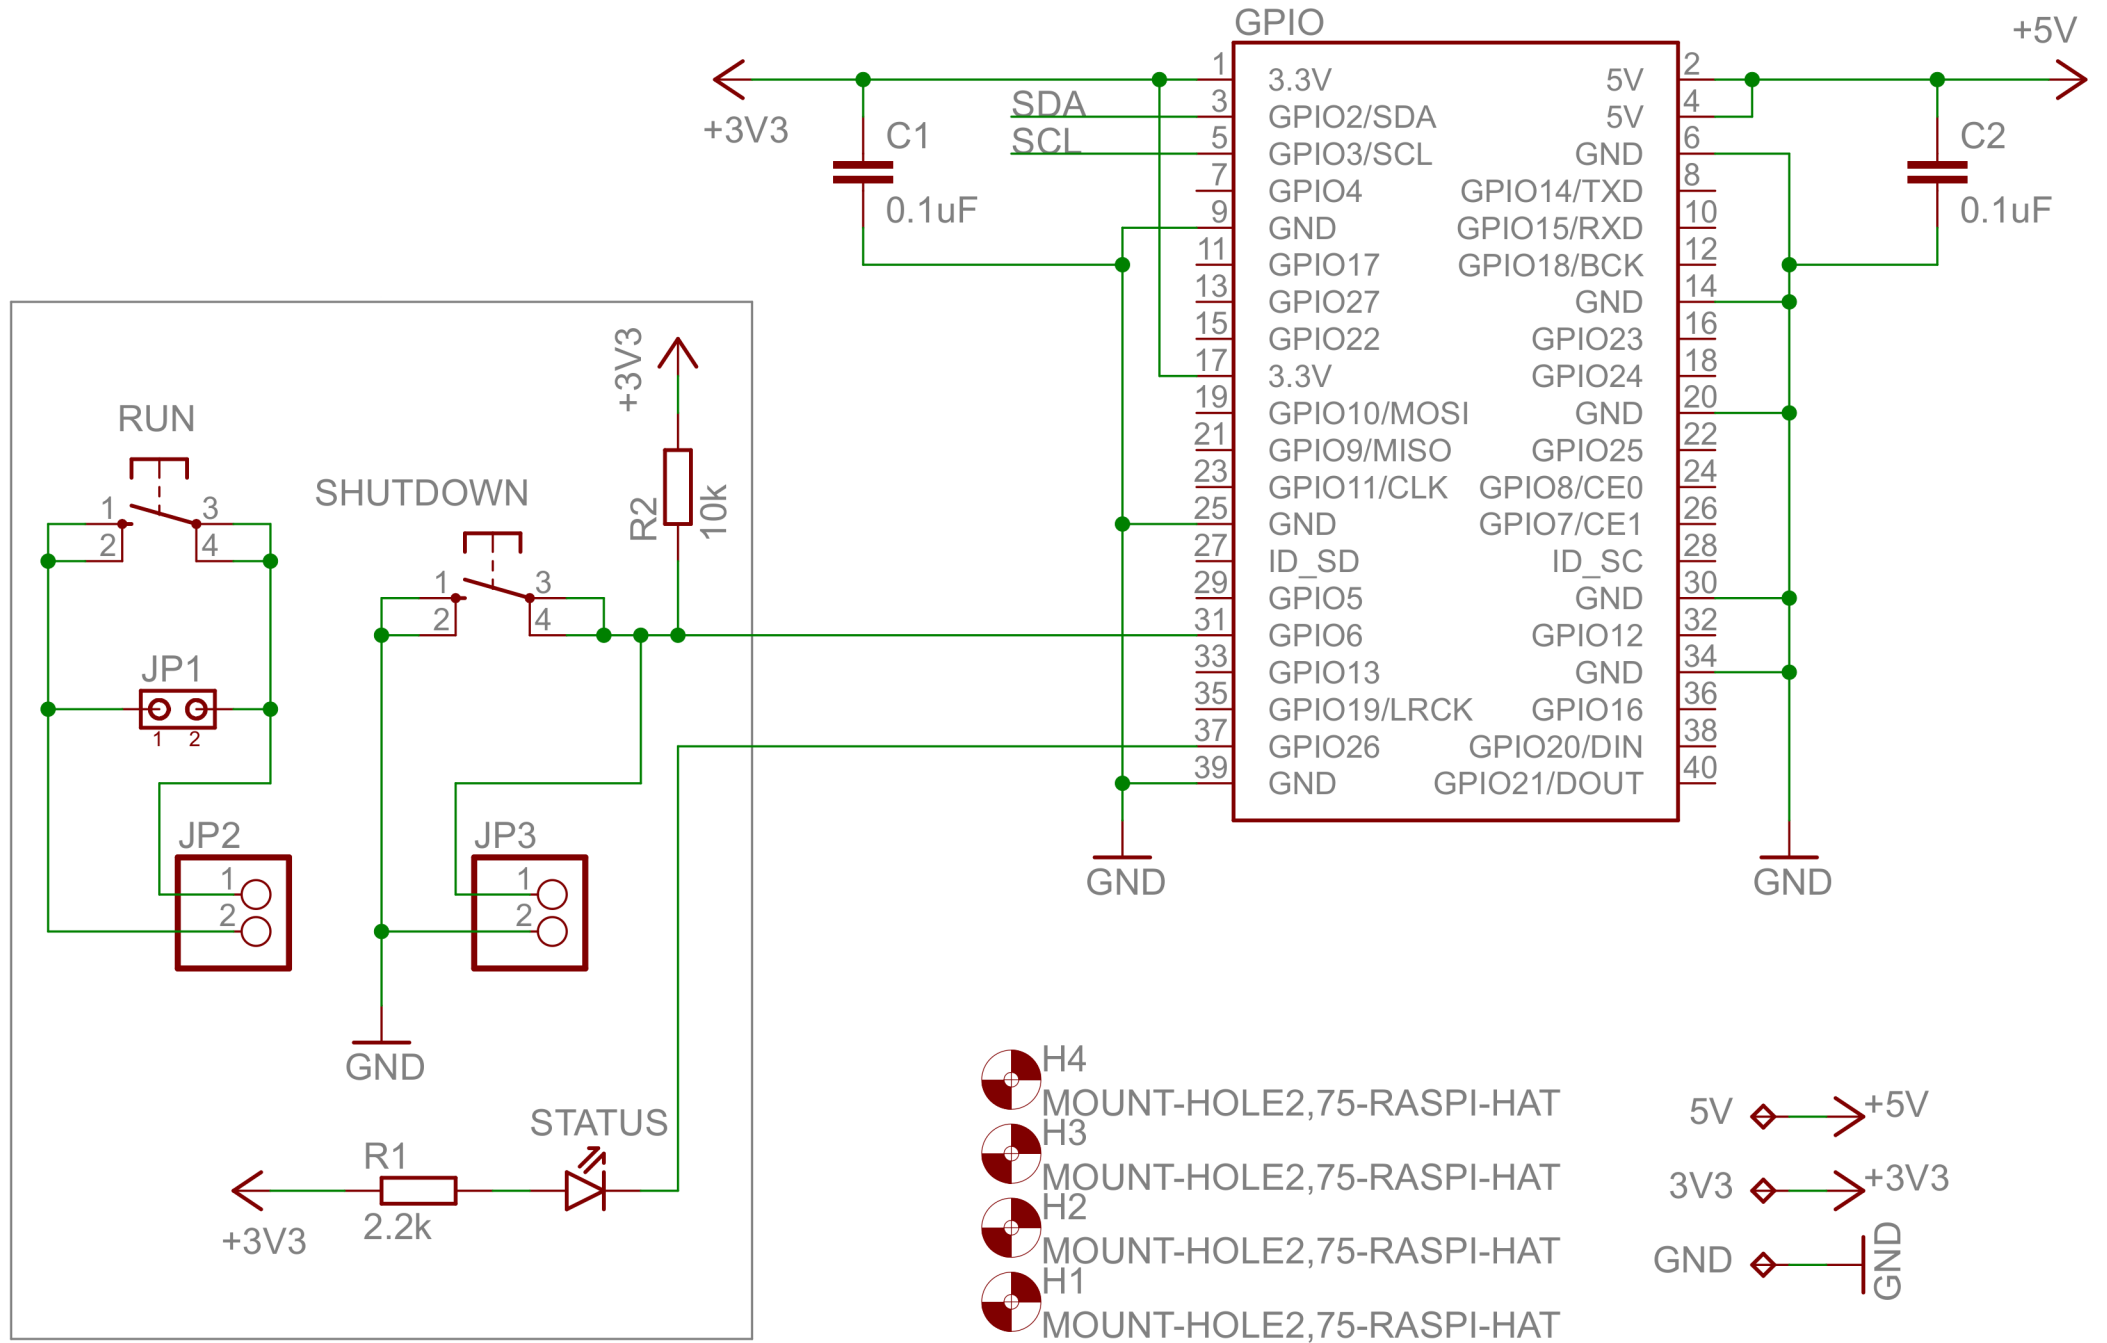 GPIO
+5V
+3V3
SDA
SCL
C1
0.1uF
C2
0.1uF
1 3.3V 5V 2
3 GPIO2/SDA 5V 4
5 GPIO3/SCL GND 6
7 GPIO4 GPIO14/TXD 8
9 GND GPIO15/RXD 10
11 GPIO17 GPIO18/BCK 12
13 GPIO27 GND 14
15 GPIO22 GPIO23 16
17 3.3V GPIO24 18
19 GPIO10/MOSI GND 20
21 GPIO9/MISO GPIO25 22
23 GPIO11/CLK GPIO8/CE0 24
25 GND GPIO7/CE1 26
27 ID_SD ID_SC 28
29 GPIO5 GND 30
31 GPIO6 GPIO12 32
33 GPIO13 GND 34
35 GPIO19/LRCK GPIO16 36
37 GPIO26 GPIO20/DIN 38
39 GND GPIO21/DOUT 40
GND
GND
+3V3
R2
10k
RUN
1 3
2 4
SHUTDOWN
1 3
2 4
JP1
1 2
JP2
1
2
JP3
1
2
GND
STATUS
R1
2.2k
+3V3
H4
MOUNT-HOLE2,75-RASPI-HAT
H3
MOUNT-HOLE2,75-RASPI-HAT
H2
MOUNT-HOLE2,75-RASPI-HAT
H1
MOUNT-HOLE2,75-RASPI-HAT
5V +5V
3V3 +3V3
GND GND